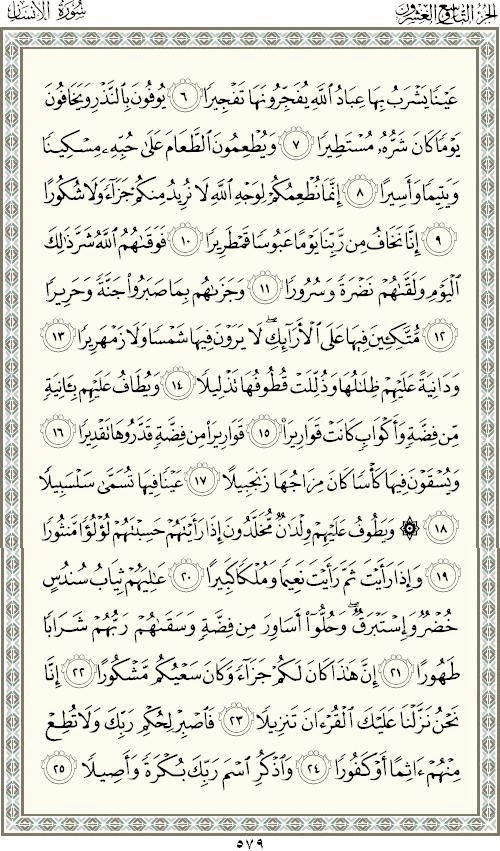 الجزء التاسع والعشرون
سورة الإنسان
عَيْنًا يَشْرَبُ بِهَا عِبَادُ ٱللَّهِ يُفَجِّرُونَهَا تَفْجِيرًا ٦ يُوفُونَ بِٱلنَّذْرِ وَيَخَافُونَ
يَوْمًا كَانَ شَرُّهُۥ مُسْتَطِيرًا ٧ وَيُطْعِمُونَ ٱلطَّعَامَ عَلَىٰ حُبِّهِۦ مِسْكِينًا
وَيَتِيمًا وَأَسِيرًا ٨ إِنَّمَا نُطْعِمُكُمْ لِوَجْهِ ٱللَّهِ لَا نُرِيدُ مِنكُمْ جَزَآءً وَلَا شُكُورًا
٩ إِنَّا نَخَافُ مِن رَّبِّنَا يَوْمًا عَبُوسًا قَمْطَرِيرًا ١٠ فَوَقَىٰهُمُ ٱللَّهُ شَرَّ ذَٰلِكَ
ٱلْيَوْمِ وَلَقَّىٰهُمْ نَضْرَةً وَسُرُورًا ١١ وَجَزَىٰهُم بِمَا صَبَرُوا۟ جَنَّةً وَحَرِيرًا
١٢ مُّتَّكِـِٔينَ فِيهَا عَلَى ٱلْأَرَآئِكِ ۖ لَا يَرَوْنَ فِيهَا شَمْسًا وَلَا زَمْهَرِيرًا ١٣
وَدَانِيَةً عَلَيْهِمْ ظِلَٰلُهَا وَذُلِّلَتْ قُطُوفُهَا تَذْلِيلًا ١٤ وَيُطَافُ عَلَيْهِم بِـَٔانِيَةٍ
مِّن فِضَّةٍ وَأَكْوَابٍ كَانَتْ قَوَارِيرَا۠ ١٥ قَوَارِيرَا۟ مِن فِضَّةٍ قَدَّرُوهَا تَقْدِيرًا ١٦
وَيُسْقَوْنَ فِيهَا كَأْسًا كَانَ مِزَاجُهَا زَنجَبِيلًا ١٧ عَيْنًا فِيهَا تُسَمَّىٰ سَلْسَبِيلًا
١٨ ۞ وَيَطُوفُ عَلَيْهِمْ وِلْدَٰنٌ مُّخَلَّدُونَ إِذَا رَأَيْتَهُمْ حَسِبْتَهُمْ لُؤْلُؤًا مَّنثُورًا
١٩ وَإِذَا رَأَيْتَ ثَمَّ رَأَيْتَ نَعِيمًا وَمُلْكًا كَبِيرًا ٢٠ عَٰلِيَهُمْ ثِيَابُ سُندُسٍ
خُضْرٌ وَإِسْتَبْرَقٌ ۖ وَحُلُّوٓا۟ أَسَاوِرَ مِن فِضَّةٍ وَسَقَىٰهُمْ رَبُّهُمْ شَرَابًا
طَهُورًا ٢١ إِنَّ هَٰذَا كَانَ لَكُمْ جَزَآءً وَكَانَ سَعْيُكُم مَّشْكُورًا ٢٢ إِنَّا
نَحْنُ نَزَّلْنَا عَلَيْكَ ٱلْقُرْءَانَ تَنزِيلًا ٢٣ فَٱصْبِرْ لِحُكْمِ رَبِّكَ وَلَا تُطِعْ
مِنْهُمْ ءَاثِمًا أَوْ كَفُورًا ٢٤ وَٱذْكُرِ ٱسْمَ رَبِّكَ بُكْرَةً وَأَصِيلًا ٢٥
٥٧٩